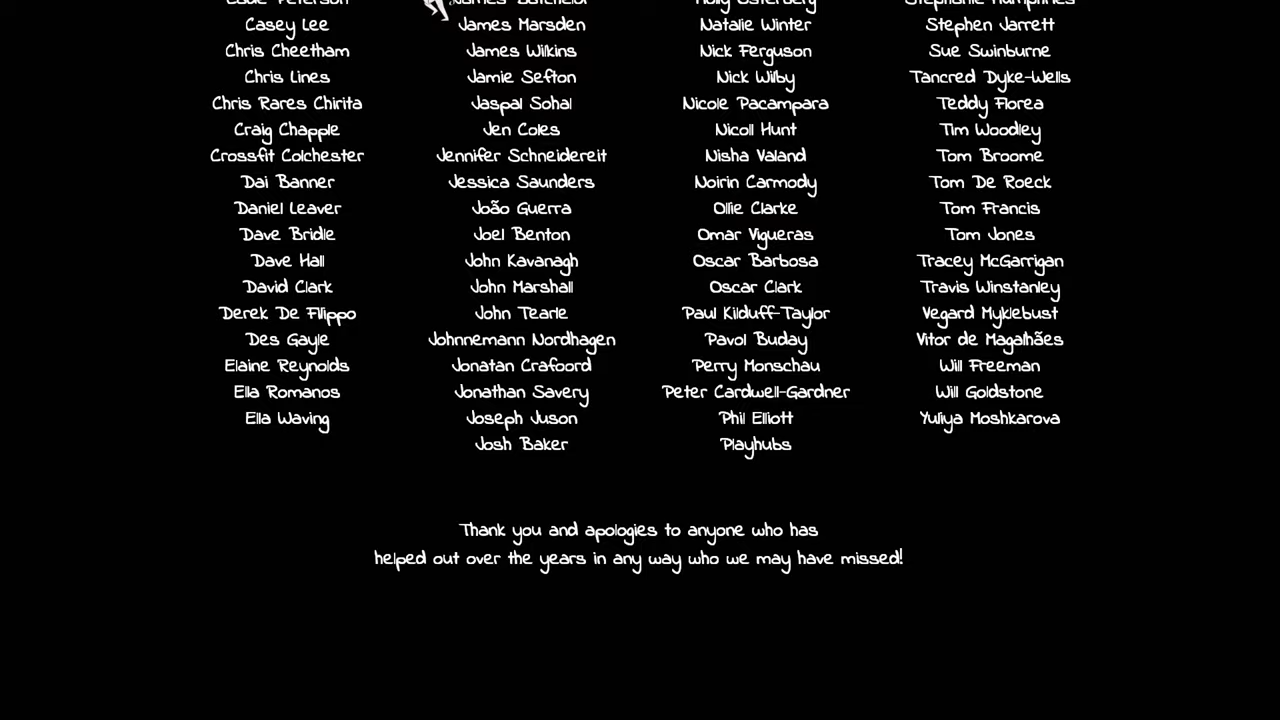 Casey Lee
Chris Cheetham
Chris Lines
Chris Rares Chirita
Craig Chapple
Crossfit Colchester
Dai Banner
Daniel Leaver
Dave Bridle
Dave Hall
David Clark
Derek De Filippo
Des Gayle
Elaine Reynolds
Ella Romanos
Ella Waving
James Marsden
James Wilkins
Jamie Sefton
Jaspal Sohal
Jen Coles
Jennifer Schneidereit
Jessica Saunders
João Guerra
Joel Benton
John Kavanagh
John Marshall
John Tearle
Johnnemann Nordhagen
Jonatan Crafoord
Jonathan Savery
Joseph Juson
Josh Baker
Natalie Winter
Nick Ferguson
Nick Wilby
Nicole Pacampara
Nicoll Hunt
Nisha Valand
Noirin Carmody
Ollie Clarke
Omar Vigueras
Oscar Barbosa
Oscar Clark
Paul Kilduff-Taylor
Pavol Buday
Perry Monschau
Peter Cardwell-Gardner
Phil Elliott
Playhubs
Stephen Jarrett
Sue Swinburne
Tancred Dyke-Wells
Teddy Florea
Tim Woodley
Tom Broome
Tom De Roeck
Tom Francis
Tom Jones
Tracey McGarrigan
Travis Winstanley
Vegard Myklebust
Vitor de Magalhães
Will Freeman
Will Goldstone
Yuliya Moshkarova
Thank you and apologies to anyone who has
helped out over the years in any way who we may have missed!